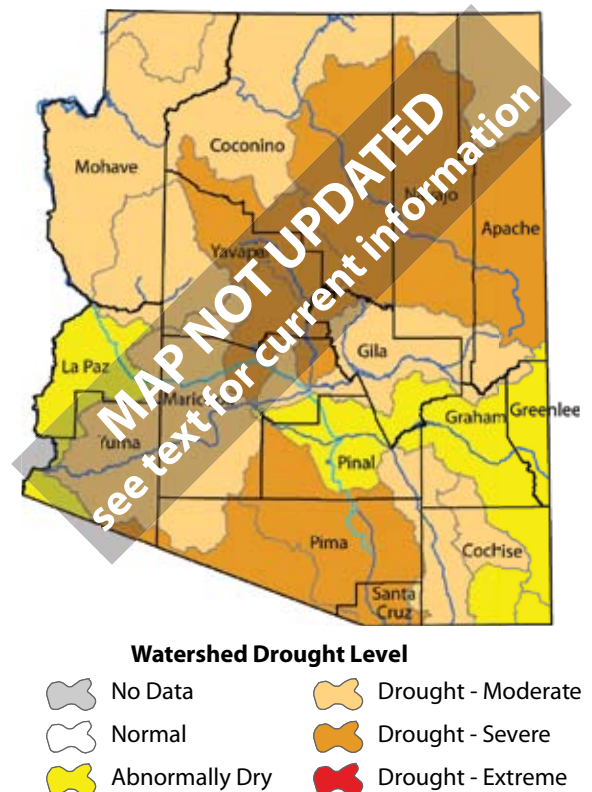 Coconino
Mohave
Navajo
Apache
Yavapai
La Paz
Gila
Maricopa
Yuma
Graham
Greenlee
Pinal
Pima
Cochise
Santa
Cruz
MAP NOT UPDATED
see text for current information
Watershed Drought Level
No Data
Normal
Abnormally Dry
Drought - Moderate
Drought - Severe
Drought - Extreme